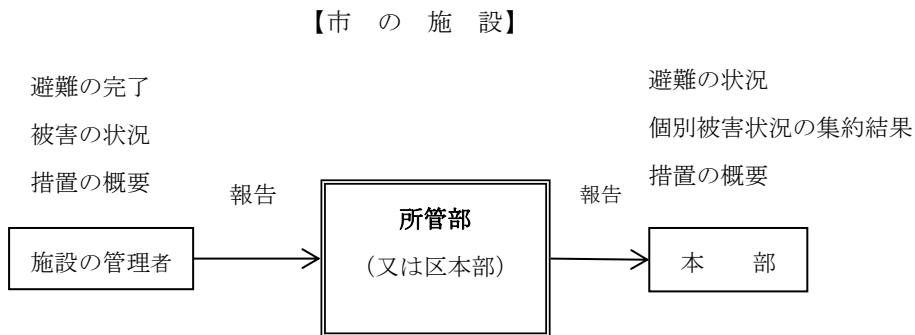 【市　の　施　設】
避難の完了
被害の状況
措置の概要
避難の状況
個別被害状況の集約結果
措置の概要
報告
報告
施設の管理者
所管部
（又は区本部）
本　　部